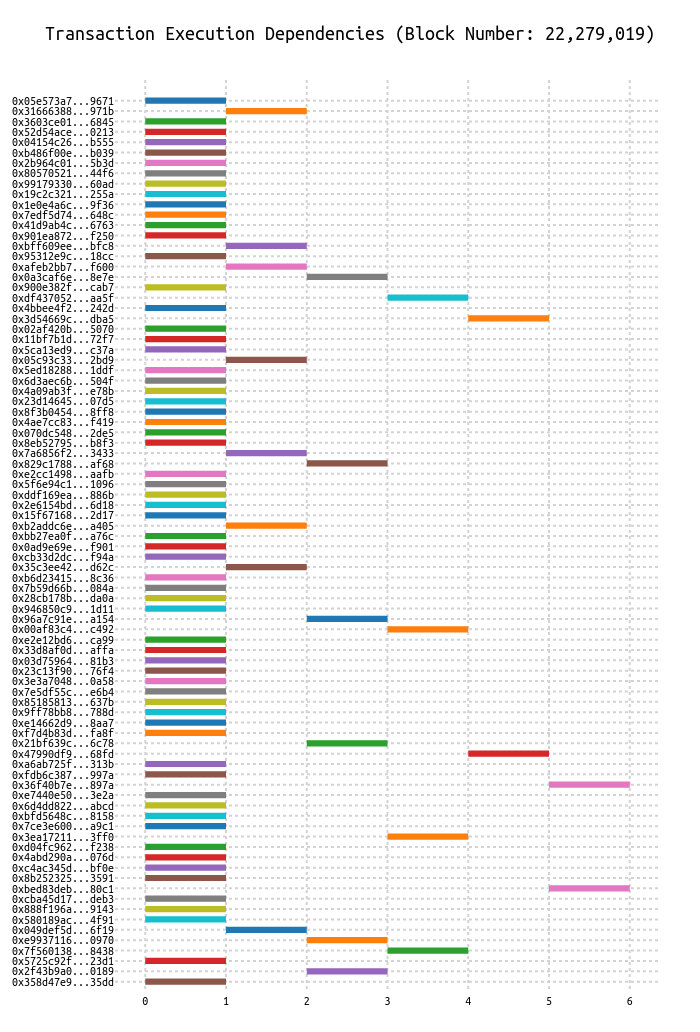 Transaction Execution Dependencies (Block Number: 22,279,019)
0x05e573a7...9671
0x31666388...971b
0x3603ce01...6845
0x52d54ace...0213
0x04154c26...b555
0xb486f00e...b039
0x2b964c01...5b3d
0x80570521...44f6
0x99179330...60ad
0x19c2c321...255a
0x1e0e4a6c...9f36
0x7edf5d74...648c
0x41d9ab4c...6763
0x901ea872...f250
0xbff609ee...bfc8
0x95312e9c...18cc
0xafeb2bb7...f600
0x0a3caf6e...8e7e
0x900e382f...cab7
0xdf437052...aa5f
0x4bbee4f2...242d
0x3d54669c...dba5
0x02af420b...5070
0x11bf7b1d...72f7
0x5ca13ed9...c37a
0x05c93c33...2bd9
0x5ed18288...1ddf
0x6d3aec6b...504f
0x4a09ab3f...e78b
0x23d14645...07d5
0x8f3b0454...8ff8
0x4ae7cc83...f419
0x070dc548...2de5
0x8eb52795...b8f3
0x7a6856f2...3433
0x829c1788...af68
0xe2cc1498...aafb
0x5f6e94c1...1096
0xddf169ea...886b
0x2e6154bd...6d18
0x15f67168...2d17
0xb2addc6e...a405
0xbb27ea0f...a76c
0x0ad9e69e...f901
0xcb33d2dc...f94a
0x35c3ee42...d62c
0xb6d23415...8c36
0x7b59d66b...084a
0x28cb178b...da0a
0x946850c9...1d11
0x96a7c91e...a154
0x00af83c4...c492
0xe2e12bd6...ca99
0x33d8af0d...affa
0x03d75964...81b3
0x23c13f90...76f4
0x3e3a7048...0a58
0x7e5df55c...e6b4
0x85185813...637b
0x9ff78bb8...788d
0xe14662d9...8aa7
0xf7d4b83d...fa8f
0x21bf639c...6c78
0x47990df9...68fd
0xa6ab725f...313b
0xfdb6c387...997a
0x36f40b7e...897a
0xe7440e50...3e2a
0x6d4dd822...abcd
0xbfd5648c...8158
0x7ce3e600...a9c1
0x3ea17211...3ff0
0xd04fc962...f238
0x4abd290a...076d
0xc4ac345d...bf0e
0x8b252325...3591
0xbed83deb...80c1
0xcba45d17...deb3
0x888f196a...9143
0x580189ac...4f91
0x049def5d...6f19
0xe9937116...0970
0x7f560138...8438
0x5725c92f...23d1
0x2f43b9a0...0189
0x358d47e9...35dd
0 1 2 3 4 5 6